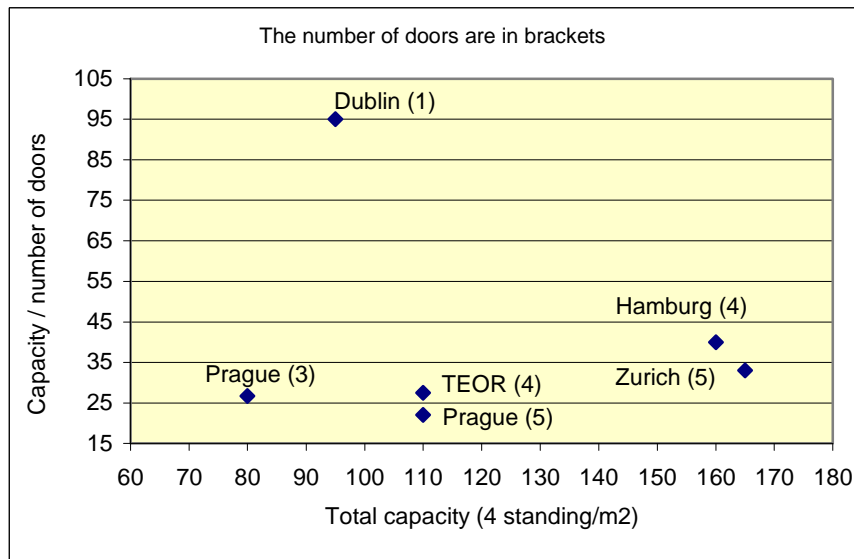 The number of doors are in brackets
Capacity / number of doors
105
95
85
75
65
55
45
35
25
15
Dublin (1)
Hamburg (4)
Prague (3)
TEOR (4)
Zurich (5)
Prague (5)
60 70 80 90 100 110 120 130 140 150 160 170 180
Total capacity (4 standing/m2)